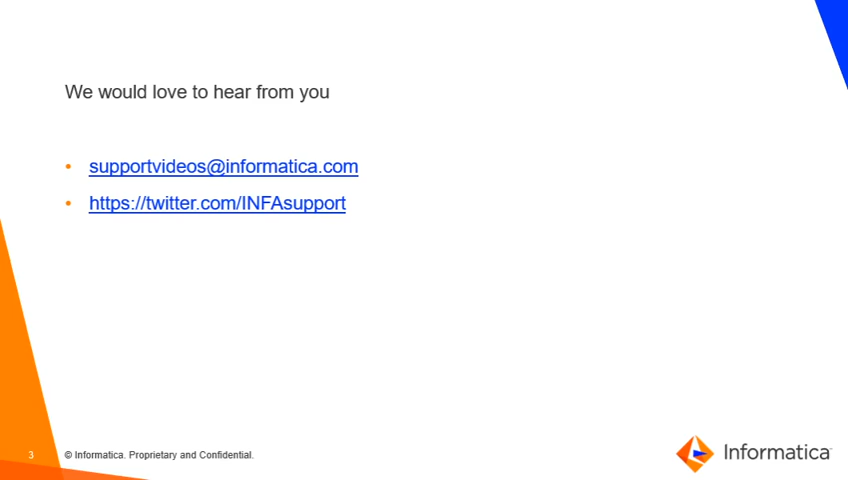 We would love to hear from you
• supportvideos@informatica.com
• https://twitter.com/INFAsupport
3
© Informatica. Proprietary and Confidential.
Informatica